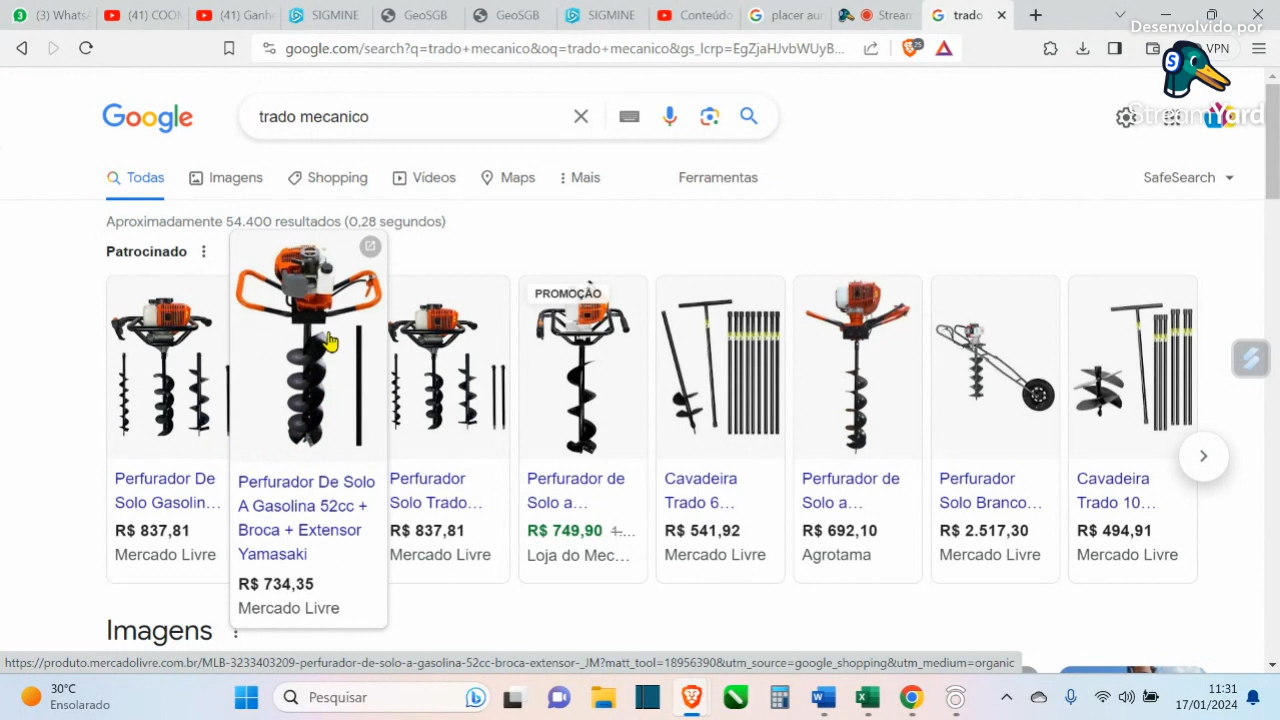 (3) Whats
(41) COON
(41) Ganhe
SIGMINE
GeoSGB
GeoSGB
SIGMINE
Conteúdo
placer au
Stream
trado
Desenvolvido por
google.com/search?q=trado+mecanico&oq=trado+mecanico&gs_lcrp=EgZjaHJvbWUyB...
25
VPN
StreamYard
Google
trado mecanico
Todas
Imagens
Shopping
Vídeos
Maps
Mais
Ferramentas
SafeSearch
Aproximadamente 54.400 resultados (0,28 segundos)
Patrocinado
Perfurador De
Solo Gasolin...
R$ 837,81
Mercado Livre
Perfurador De Solo
A Gasolina 52cc +
Broca + Extensor
Yamasaki
R$ 734,35
Mercado Livre
Perfurador
Solo Trado...
R$ 837,81
Mercado Livre
PROMOÇÃO
Perfurador de
Solo a...
R$ 749,90 1....
Loja do Mec...
Cavadeira
Trado 6...
R$ 541,92
Mercado Livre
Perfurador de
Solo a...
R$ 692,10
Agrotama
Perfurador
Solo Branco...
R$ 2.517,30
Mercado Livre
Cavadeira
Trado 10...
R$ 494,91
Mercado Livre
Imagens
https://produto.mercadolivre.com.br/MLB-3233403209-perfurador-de-solo-a-gasolina-52cc-broca-extensor-_JM?matt_tool=18956390&utm_source=google_shopping&utm_medium=organic
30°C
Ensolarado
Pesquisar
11:31
17/01/2024